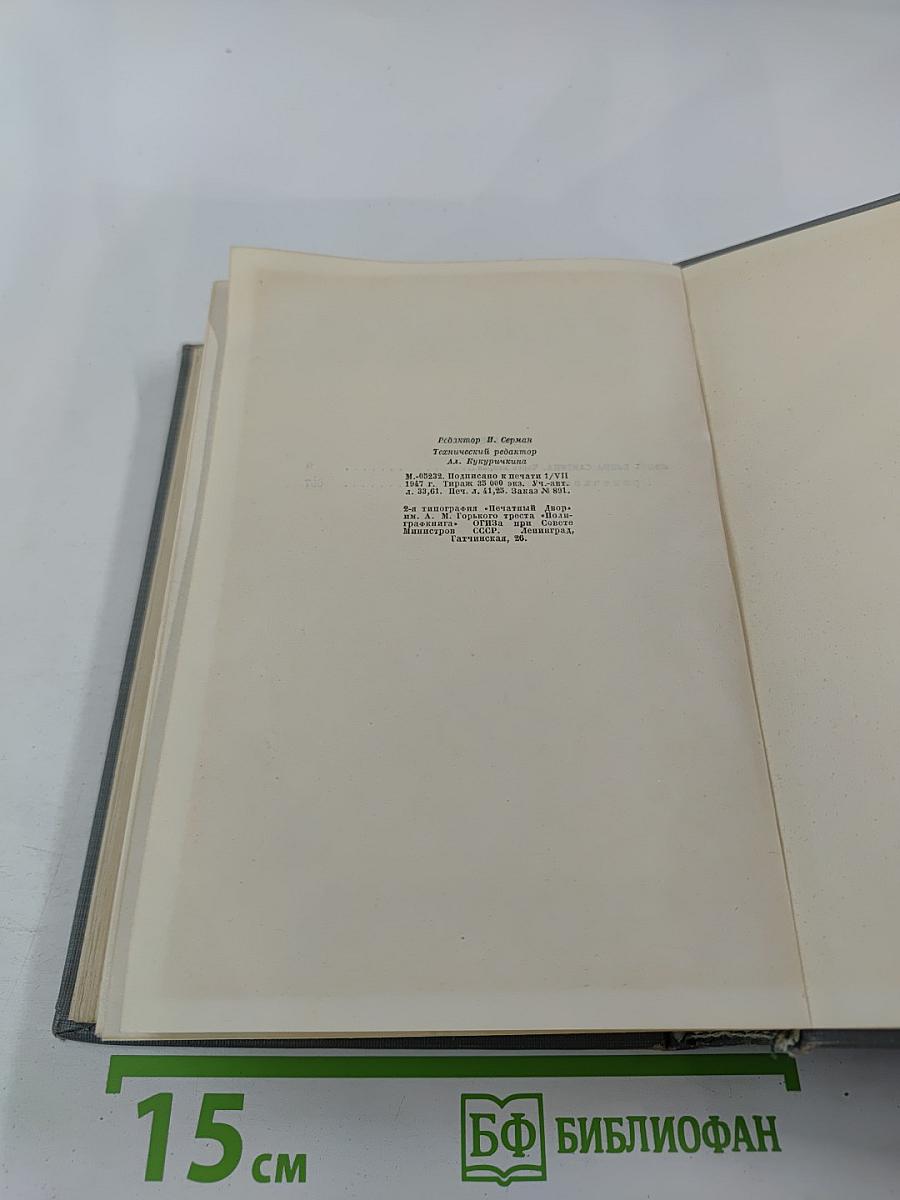 Редактор И. Серман
Технический редактор
Ал. Кукуричкина
М.-05232. Подписано к печати 1/VII
1947 г. Тираж 35 000 экз. Уч.-авт.
л. 33,61. Печ. л. 41,25. Заказ № 891.
2-я типография «Печатный Двор»
им. А. М. Горького треста «Поли-
графкнига» ОГИЗа при Совете
Министров СССР. Ленинград,
Гатчинская, 26.
15 см
БФ БИБЛИОФАН